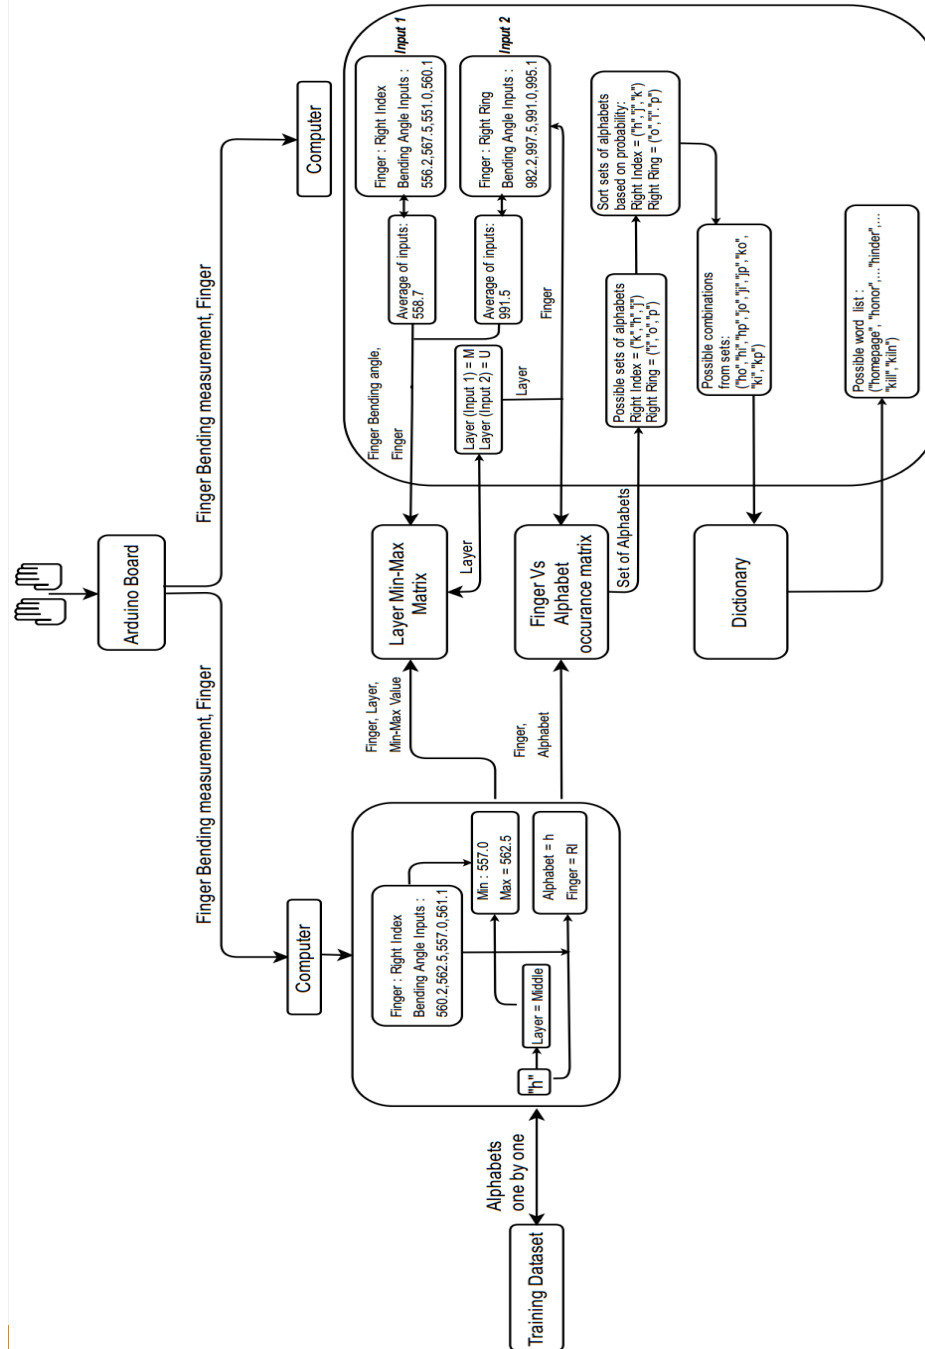 Arduino Board
Finger Bending measurement, Finger
Finger Bending measurement, Finger
Computer
Computer
Training Dataset
Alphabets
one by one
Finger : Right Index
Bending Angle Inputs :
560.2,562.5,557.0,561.1
"h"
Layer = Middle
Min : 557.0
Max = 562.5
Alphabet = h
Finger = RI
Finger, Layer,
Min-Max Value
Finger,
Alphabet
Layer Min-Max
Matrix
Finger Vs
Alphabet
occurance matrix
Dictionary
Finger Bending angle,
Finger
Layer
Set of Alphabets
Input 1
Finger : Right Index
Bending Angle Inputs :
556.2,567.5,551.0,560.1
Average of inputs:
558.7
Input 2
Finger : Right Ring
Bending Angle Inputs :
982.2,997.5,991.0,995.1
Average of inputs:
991.5
Layer (Input 1) = M
Layer (Input 2) = U
Layer
Finger
Possible sets of alphabets
Right Index = ("k","h","j")
Right Ring = ("i","o","p")
Sort sets of alphabets
based on probability:
Right Index = ("h","j","k")
Right Ring = ("o","i". "p")
Possible combinations
from sets:
("ho","hi","hp","jo","ji","jp","ko",
"ki","kp")
Possible word list :
("homepage", "honor",... "hinder",...
"kill","kiln")